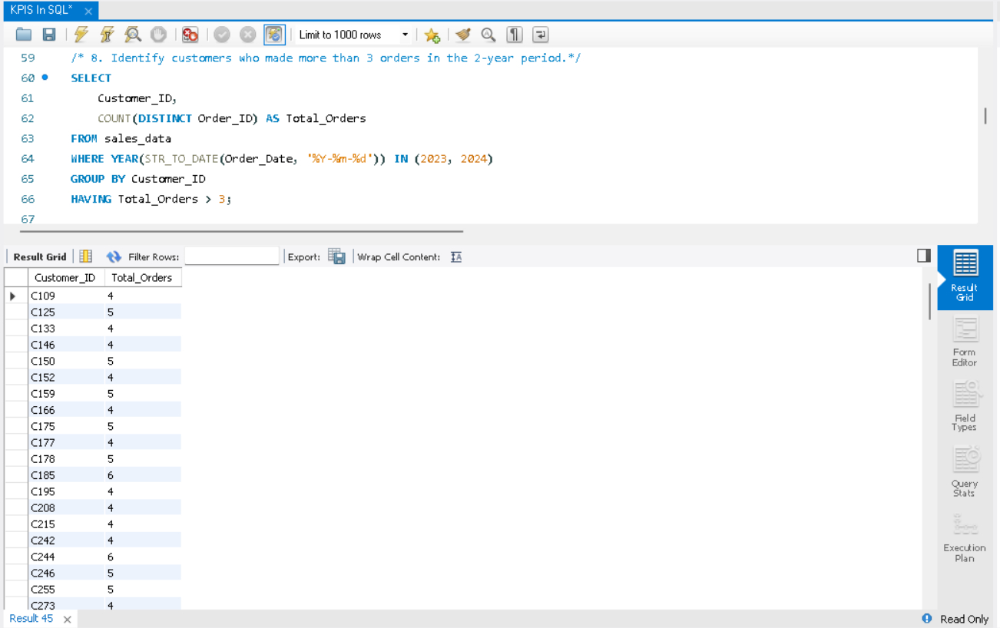 KPIS In SQL*
Limit to 1000 rows
59 /* 8. Identify customers who made more than 3 orders in the 2-year period.*/
60 SELECT
61 Customer_ID,
62 COUNT(DISTINCT Order_ID) AS Total_Orders
63 FROM sales_data
64 WHERE YEAR(STR_TO_DATE(Order_Date, '%Y-%m-%d')) IN (2023, 2024)
65 GROUP BY Customer_ID
66 HAVING Total_Orders > 3;
67
Result Grid Filter Rows: Export: Wrap Cell Content:
Customer_ID Total_Orders
C109 4
C125 5
C133 4
C146 4
C150 5
C152 4
C159 5
C166 4
C175 5
C177 4
C178 5
C185 6
C195 4
C208 4
C215 4
C242 4
C244 6
C246 5
C255 5
C273 4
Result
Grid
Form
Editor
Field
Types
Query
Stats
Execution
Plan
Result 45 Read Only